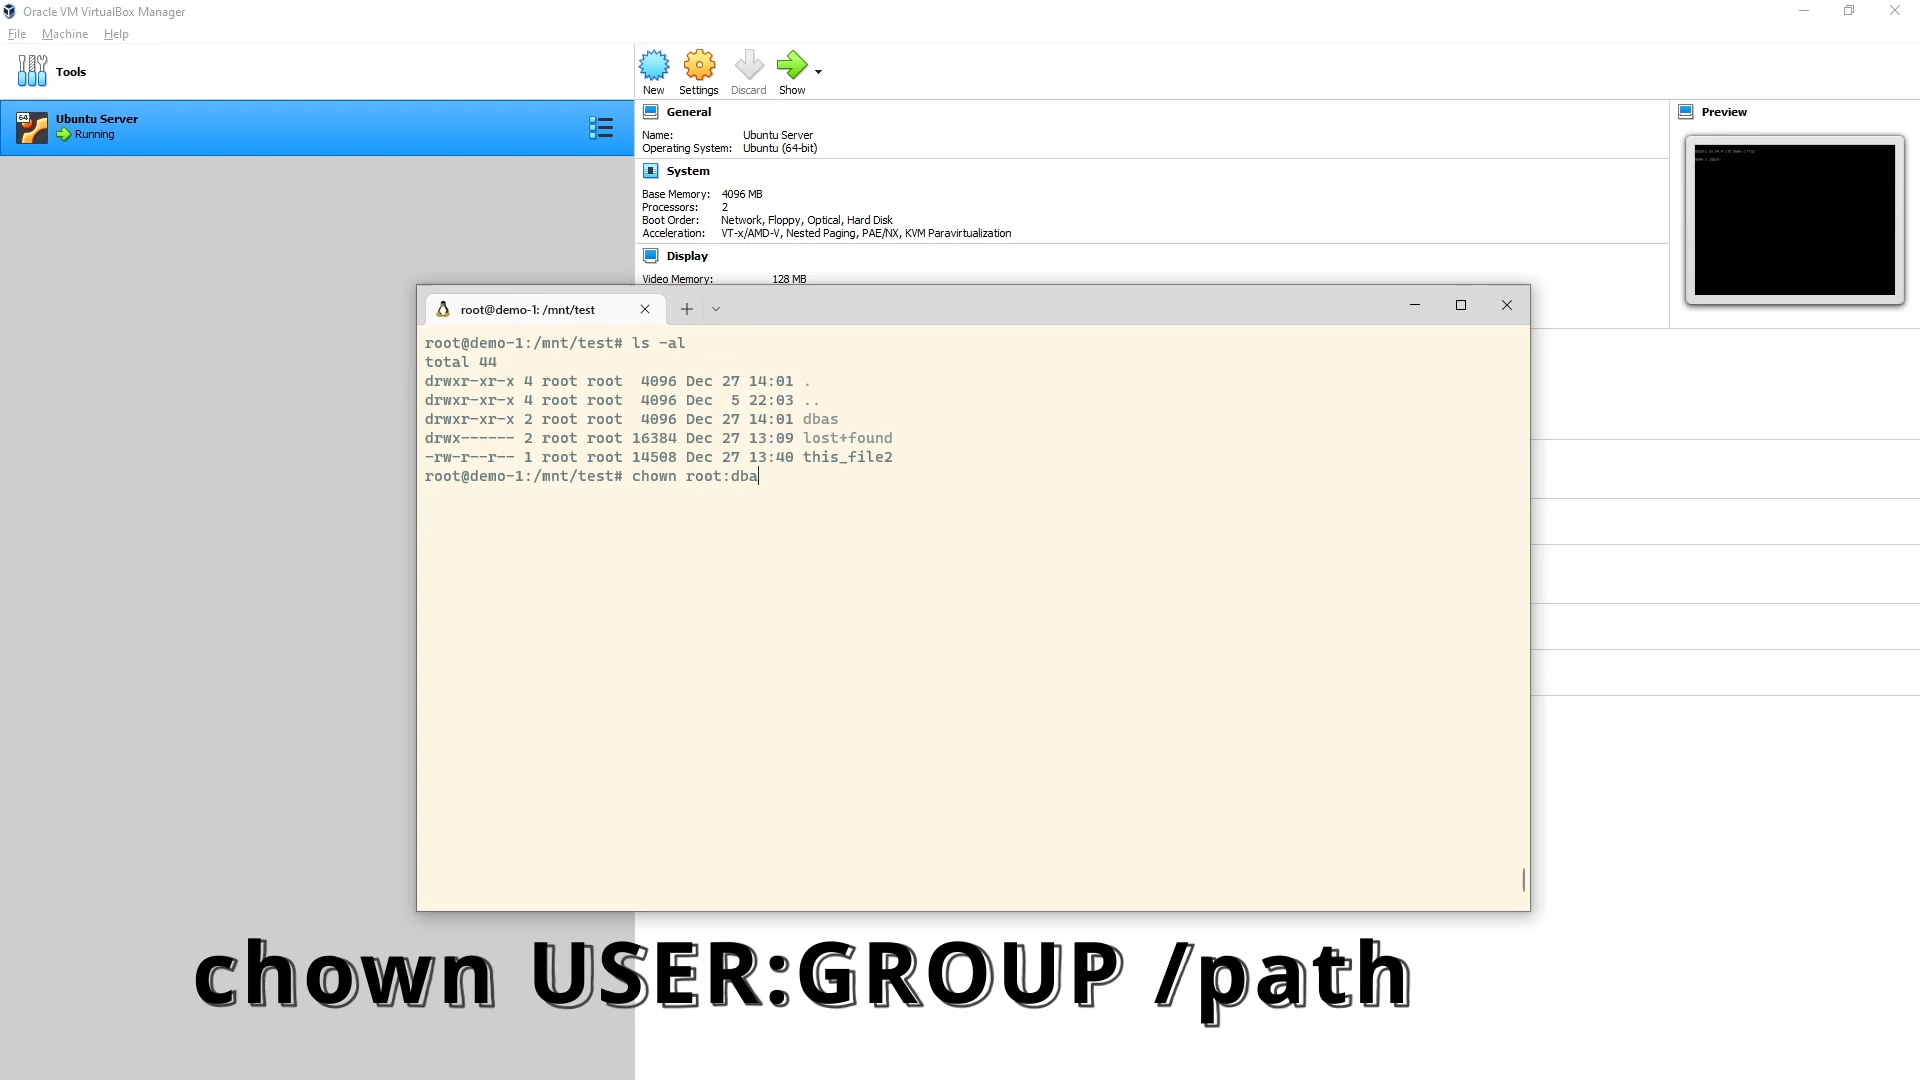 Oracle VM VirtualBox Manager
File Machine Help
Tools
New Settings Discard Show
64
Ubuntu Server
Running
General
Name: Ubuntu Server
Operating System: Ubuntu (64-bit)
System
Base Memory: 4096 MB
Processors: 2
Boot Order: Network, Floppy, Optical, Hard Disk
Acceleration: VT-x/AMD-V, Nested Paging, PAE/NX, KVM Paravirtualization
Display
Video Memory: 128 MB
Preview
root@demo-1: /mnt/test
root@demo-1:/mnt/test# ls -al
total 44
drwxr-xr-x 4 root root  4096 Dec 27 14:01 .
drwxr-xr-x 4 root root  4096 Dec  5 22:03 ..
drwxr-xr-x 2 root root  4096 Dec 27 14:01 dbas
drwx------ 2 root root 16384 Dec 27 13:09 lost+found
-rw-r--r-- 1 root root 14508 Dec 27 13:40 this_file2
root@demo-1:/mnt/test# chown root:dba
chown USER:GROUP /path